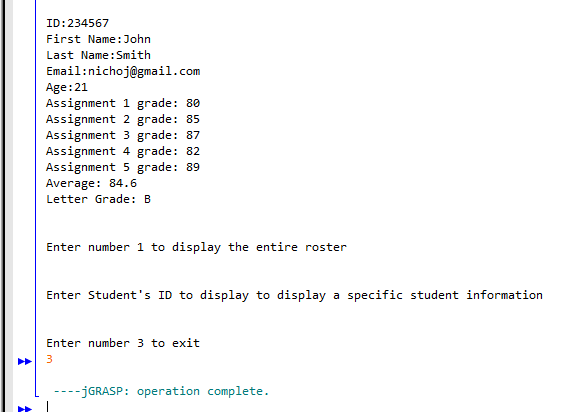 ID:234567
First Name:John
Last Name:Smith
Email:nichoj@gmail.com
Age:21
Assignment 1 grade: 80
Assignment 2 grade: 85
Assignment 3 grade: 87
Assignment 4 grade: 82
Assignment 5 grade: 89
Average: 84.6
Letter Grade: B
Enter number 1 to display the entire roster
Enter Student's ID to display to display a specific student information
Enter number 3 to exit
3
----jGRASP: operation complete.